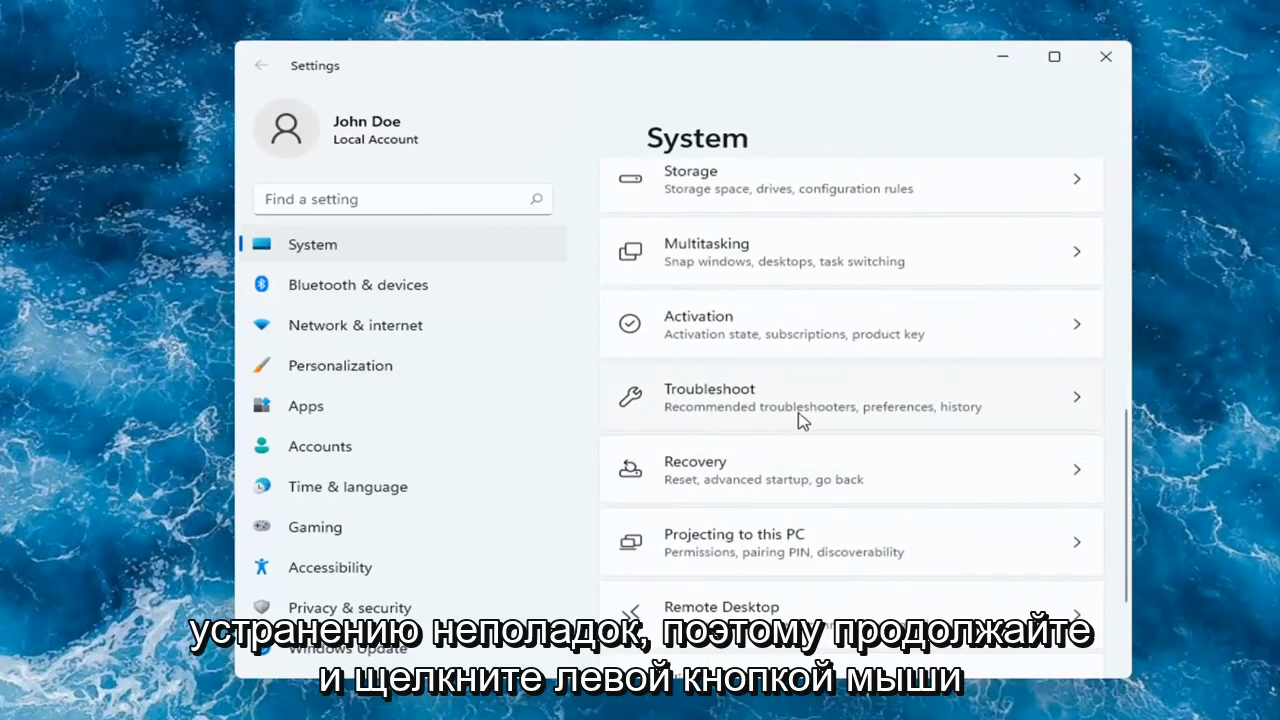 Settings
John Doe
Local Account
Find a setting
System
Bluetooth & devices
Network & internet
Personalization
Apps
Accounts
Time & language
Gaming
Accessibility
Privacy & security
Windows Update
System
Storage
Storage space, drives, configuration rules
Multitasking
Snap windows, desktops, task switching
Activation
Activation state, subscriptions, product key
Troubleshoot
Recommended troubleshooters, preferences, history
Recovery
Reset, advanced startup, go back
Projecting to this PC
Permissions, pairing PIN, discoverability
Remote Desktop
устранению неполадок, поэтому продолжайте
и щелкните левой кнопкой мыши